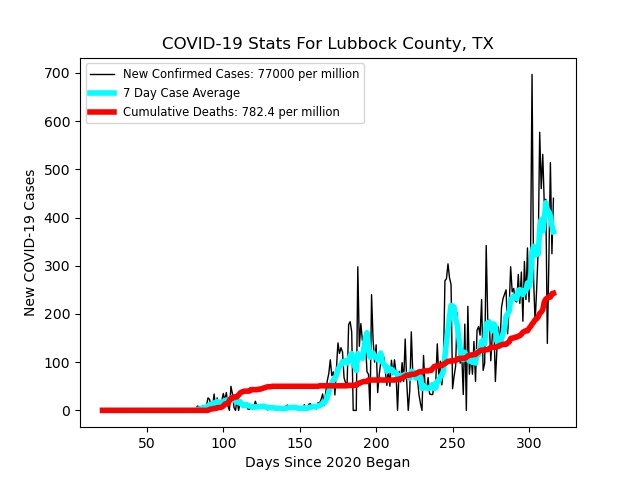 COVID-19 Stats For Lubbock County, TX
New Confirmed Cases: 77000 per million
7 Day Case Average
Cumulative Deaths: 782.4 per million
New COVID-19 Cases
700
600
500
400
300
200
100
0
50
100
150
200
250
300
Days Since 2020 Began